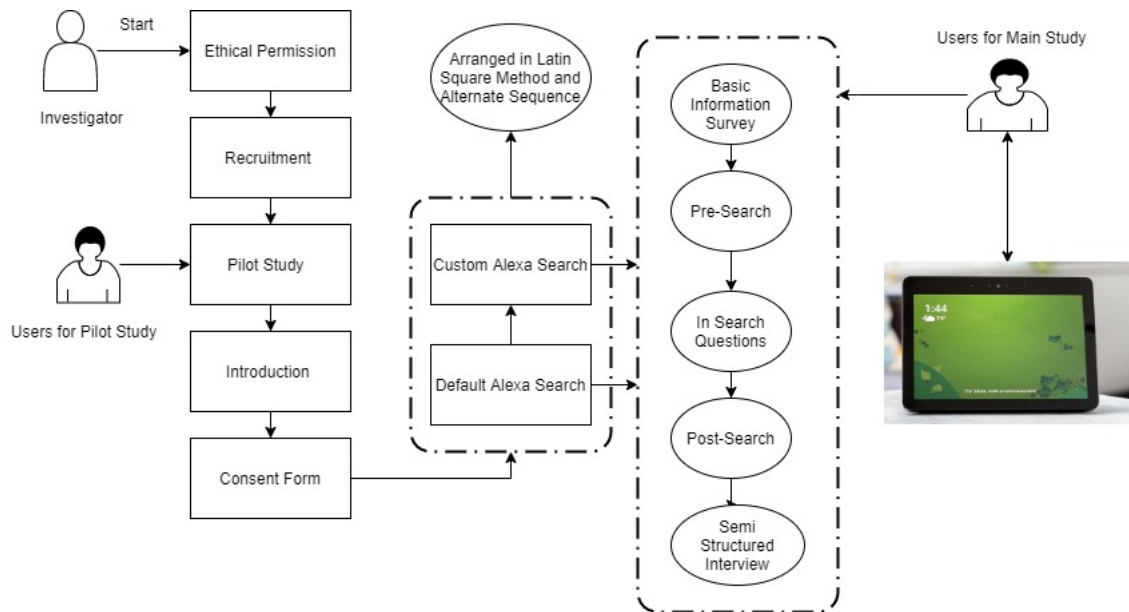 Start
Investigator
Ethical Permission
Recruitment
Pilot Study
Users for Pilot Study
Introduction
Consent Form
Arranged in Latin
Square Method and
Alternate Sequence
Custom Alexa Search
Default Alexa Search
Basic
Information
Survey
Pre-Search
In Search
Questions
Post-Search
Semi
Structured
Interview
Users for Main Study
1:44